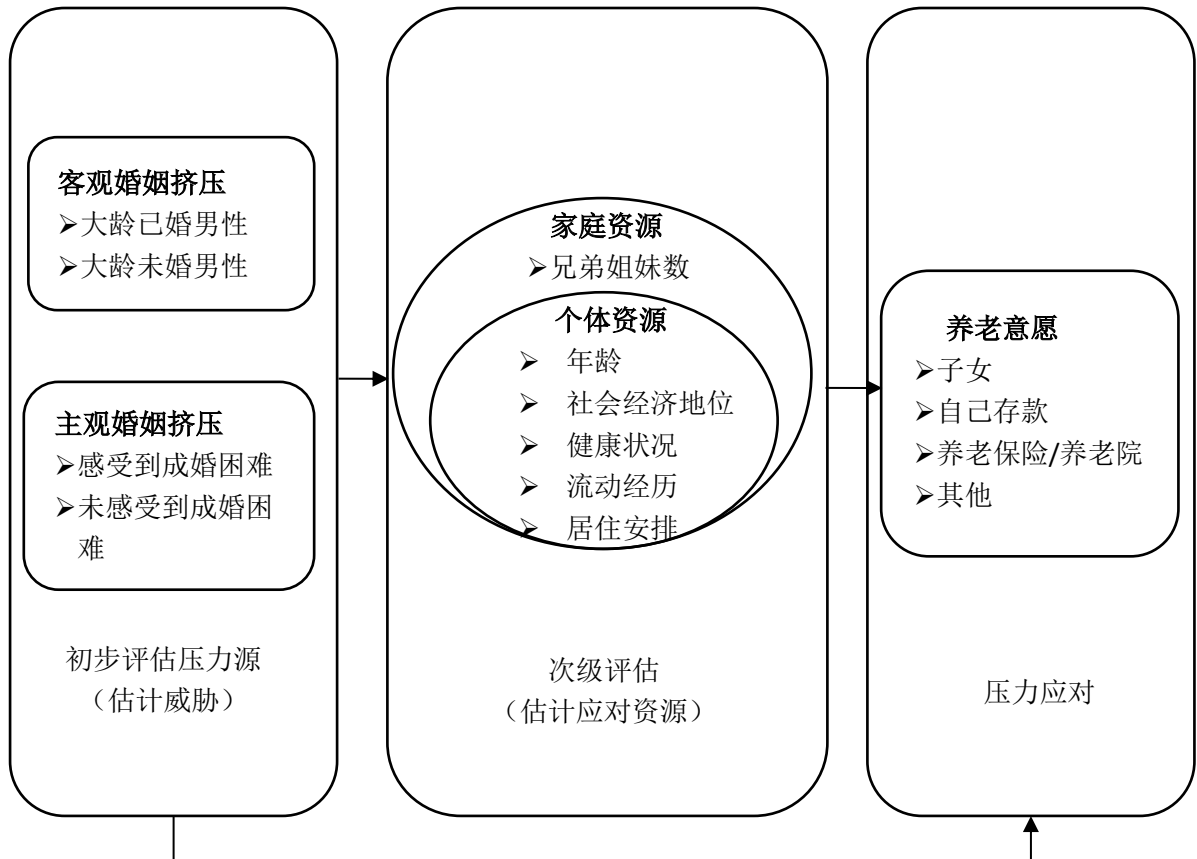 客观婚姻挤压
➢大龄已婚男性
➢大龄未婚男性
主观婚姻挤压
➢感受到成婚困难
➢未感受到成婚困
难
初步评估压力源
（估计威胁）
家庭资源
➢兄弟姐妹数
个体资源
➢ 年龄
➢ 社会经济地位
➢ 健康状况
➢ 流动经历
➢ 居住安排
次级评估
（估计应对资源）
养老意愿
➢子女
➢自己存款
➢养老保险/养老院
➢其他
压力应对